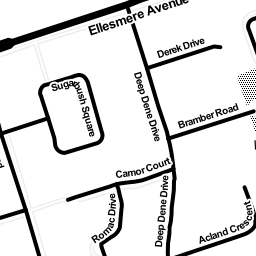 Ellesmere Avenue
Derek Drive
Sugar
bush Square
Deep Dene Drive
Bramber Road
Camor Court
Romac Drive
Deep Dene Drive
Acland Crescent